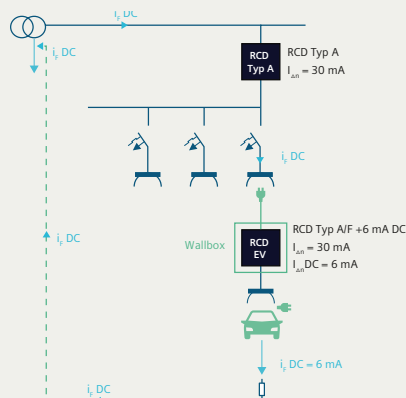 i_F DC
i_F DC
RCD
Typ A
RCD Typ A
I_Δn = 30 mA
i_F DC
Wallbox
RCD
EV
RCD Typ A/F +6 mA DC
I_Δn = 30 mA
I_Δn DC = 6 mA
i_F DC
i_F DC = 6 mA
i_F DC